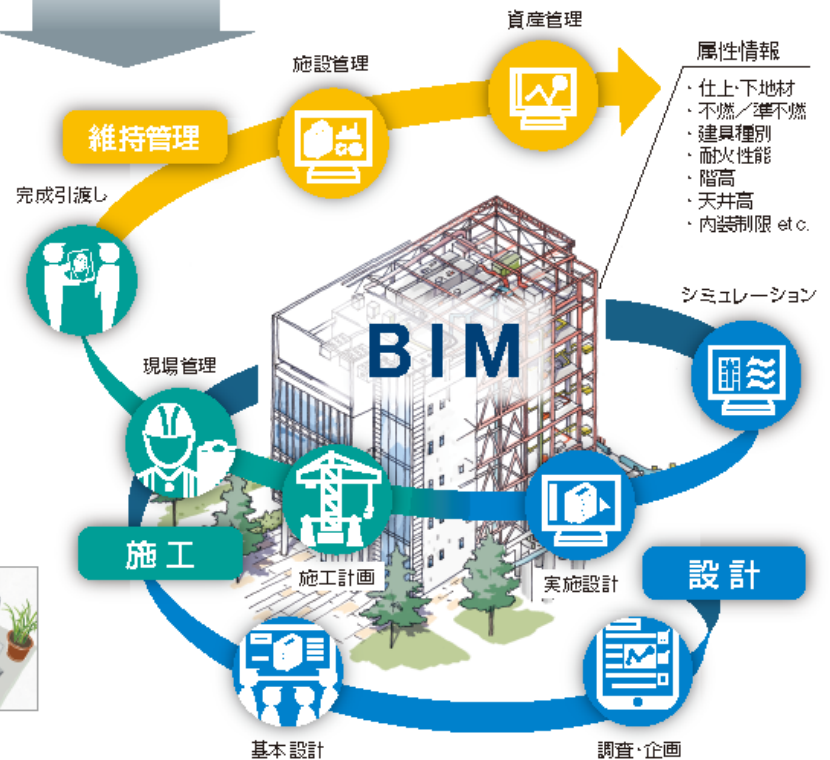 資産管理
施設管理
属性情報
・仕上・下地材
・不燃／準不燃
・建具種別
・耐火性能
・階高
・天井高
・内装制限 etc.
維持管理
完成引渡し
シミュレーション
BIM
現場管理
施工
施工計画
実施設計
設計
基本設計
調査・企画